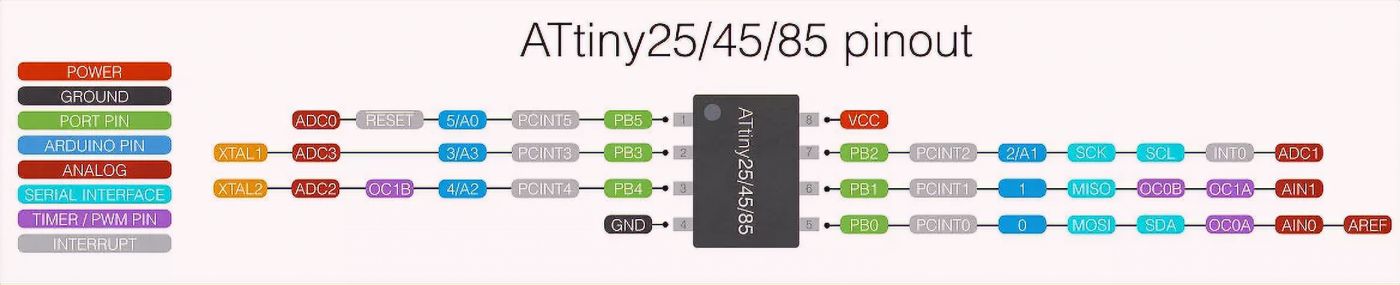 ATtiny25/45/85 pinout
POWER
GROUND
PORT PIN
ARDUINO PIN
ANALOG
SERIAL INTERFACE
TIMER / PWM PIN
INTERRUPT
ADC0 RESET 5/A0 PCINT5 PB5 1
XTAL1 ADC3 3/A3 PCINT3 PB3 2
XTAL2 ADC2 OC1B 4/A2 PCINT4 PB4 3
GND 4
ATtiny25/45/85
8 VCC
7 PB2 PCINT2 2/A1 SCK SCL INT0 ADC1
6 PB1 PCINT1 1 MISO OC0B OC1A AIN1
5 PB0 PCINT0 0 MOSI SDA OC0A AIN0 AREF